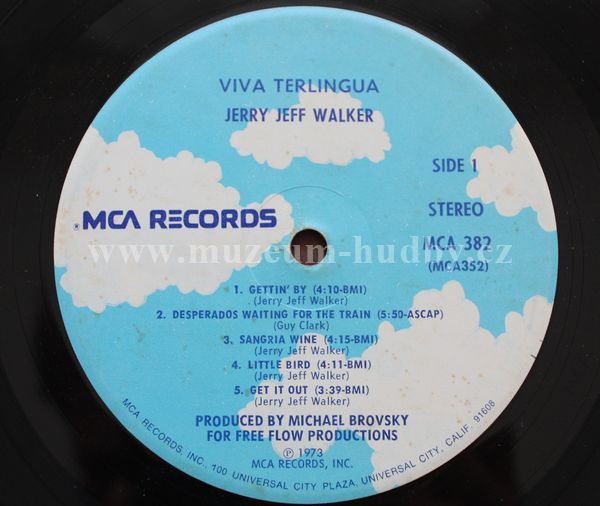 VIVA TERLINGUA
JERRY JEFF WALKER
SIDE 1
® MCA RECORDS
STEREO
MCA 382
(MCA352)
www.muzeum-hudby.cz
1. GETTIN' BY (4:10-BMI)
(Jerry Jeff Walker)
2. DESPERADOS WAITING FOR THE TRAIN (5:50-ASCAP)
(Guy Clark)
3. SANGRIA WINE (4:15-BMI)
(Jerry Jeff Walker)
4. LITTLE BIRD (4:11-BMI)
(Jerry Jeff Walker)
5. GET IT OUT (3:39-BMI)
(Jerry Jeff Walker)
PRODUCED BY MICHAEL BROVSKY
FOR FREE FLOW PRODUCTIONS
℗ 1973
MCA RECORDS, INC.
MCA RECORDS, INC., 100 UNIVERSAL CITY PLAZA, UNIVERSAL CITY, CALIF. 91608